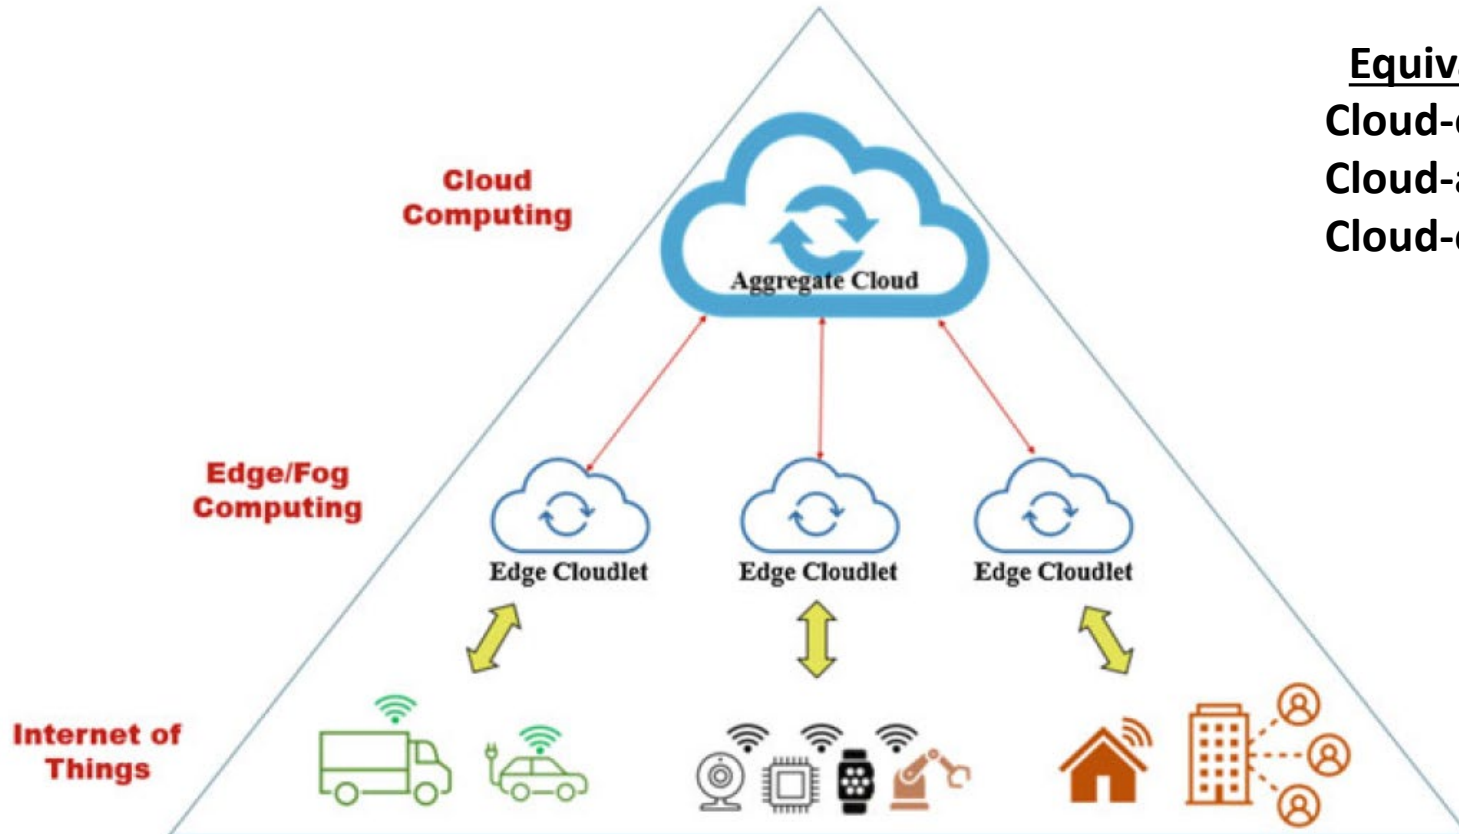 Cloud
Computing
Aggregate Cloud
Edge/Fog
Computing
Edge Cloudlet
Edge Cloudlet
Edge Cloudlet
Internet of
Things